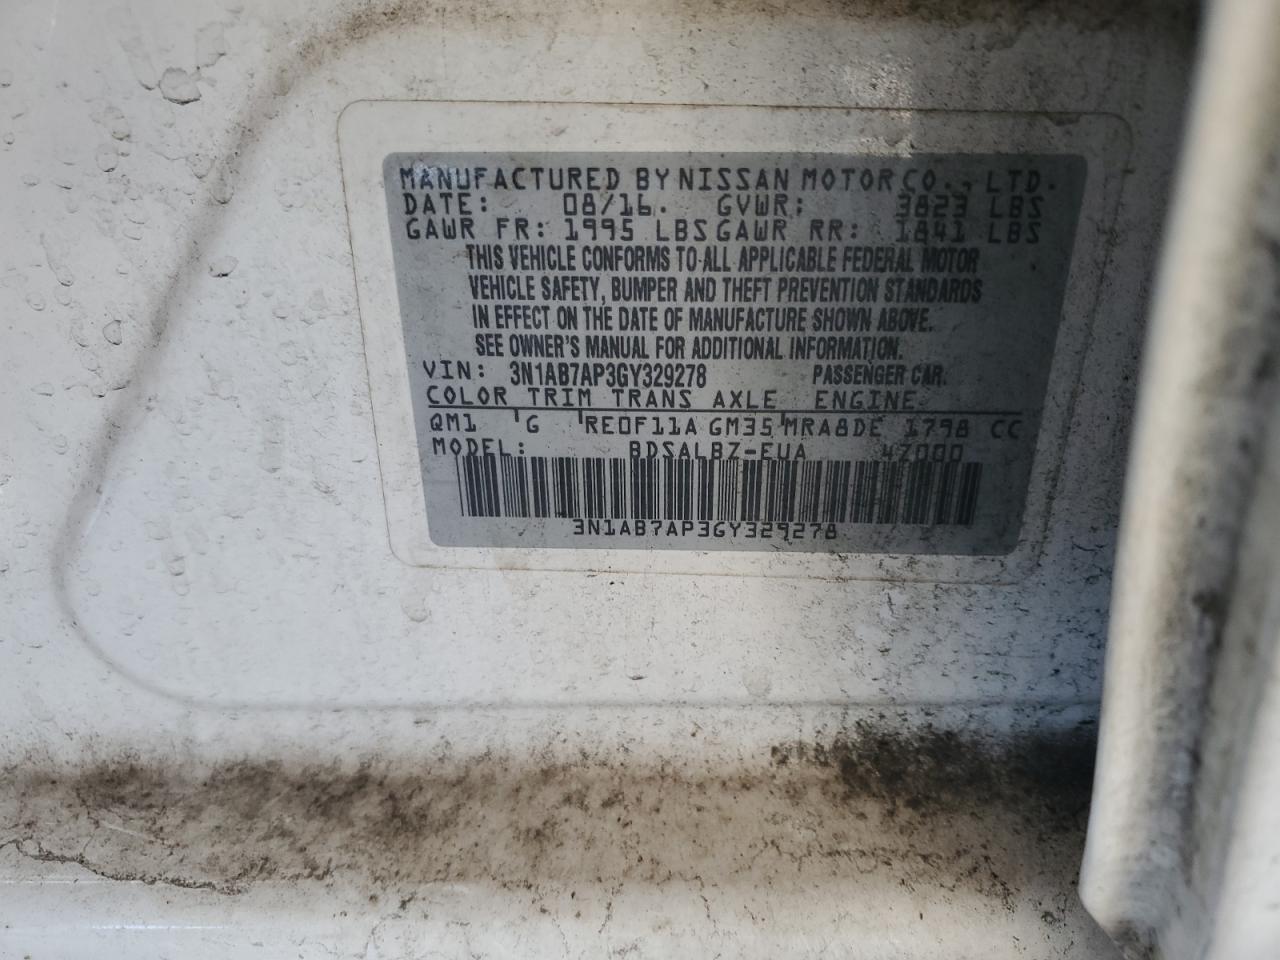 MANUFACTURED BY NISSAN MOTOR CO., LTD.
DATE: 08/16. GVWR: 3823 LBS
GAWR FR: 1995 LBS GAWR RR: 1841 LBS
THIS VEHICLE CONFORMS TO ALL APPLICABLE FEDERAL MOTOR
VEHICLE SAFETY, BUMPER AND THEFT PREVENTION STANDARDS
IN EFFECT ON THE DATE OF MANUFACTURE SHOWN ABOVE.
SEE OWNER'S MANUAL FOR ADDITIONAL INFORMATION.
VIN: 3N1AB7AP3GY329278 PASSENGER CAR.
COLOR TRIM TRANS AXLE ENGINE
QM1 G RE0F11A GM35 MRA8DE 1798 CC
MODEL: BDSALBZ-EUA 47000
3N1AB7AP3GY329278